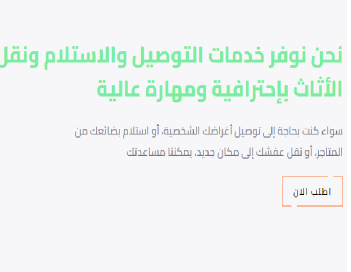 نحن نوفر خدمات التوصيل والاستلام ونقل
الأثاث بإحترافية ومهارة عالية
سواء كنت بحاجة إلى توصيل أغراضك الشخصية، أو استلام بضائعك من
المتاجر، أو نقل عفشك إلى مكان جديد، يمكننا مساعدتك
اطلب الان